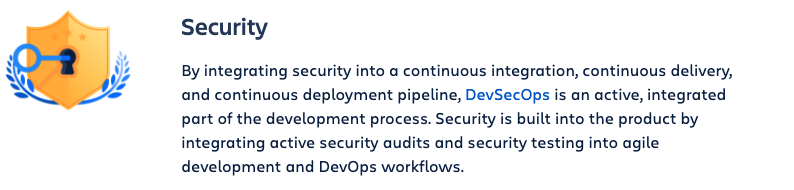 Security
By integrating security into a continuous integration, continuous delivery,
and continuous deployment pipeline, DevSecOps is an active, integrated
part of the development process. Security is built into the product by
integrating active security audits and security testing into agile
development and DevOps workflows.